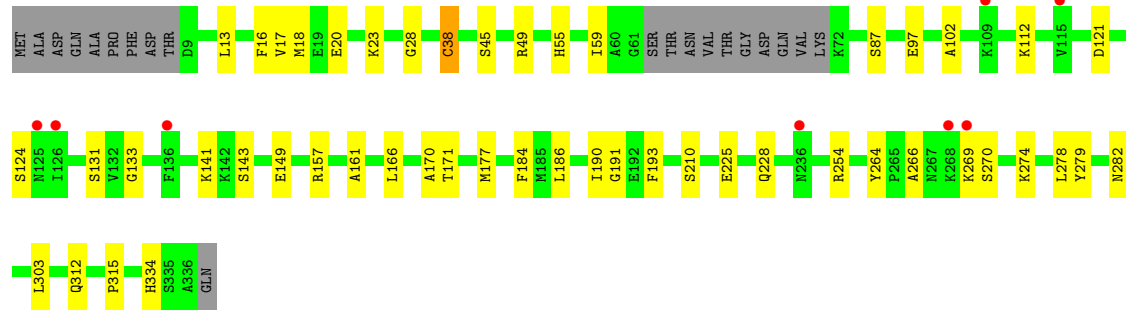 MET ALA ASP GLN ALA PRO PHE ASP THR D9 L13 F16 V17 M18 E19 E20 K23 G28 C38 S45 R49 H55 I59 A60 G61 SER THR ASN VAL THR GLY ASP GLN VAL LYS K72 S87 E97 A102 K109 K112 V115 D121
S124 N125 I126 S131 V132 G133 F136 K141 K142 S143 E149 R157 A161 L166 A170 T171 M177 F184 M185 L186 I190 G191 E192 F193 S210 E225 Q228 N236 R254 Y264 P265 A266 N267 K268 K269 S270 K274 L278 Y279 N282
L303 Q312 P315 H334 S335 A336 GLN